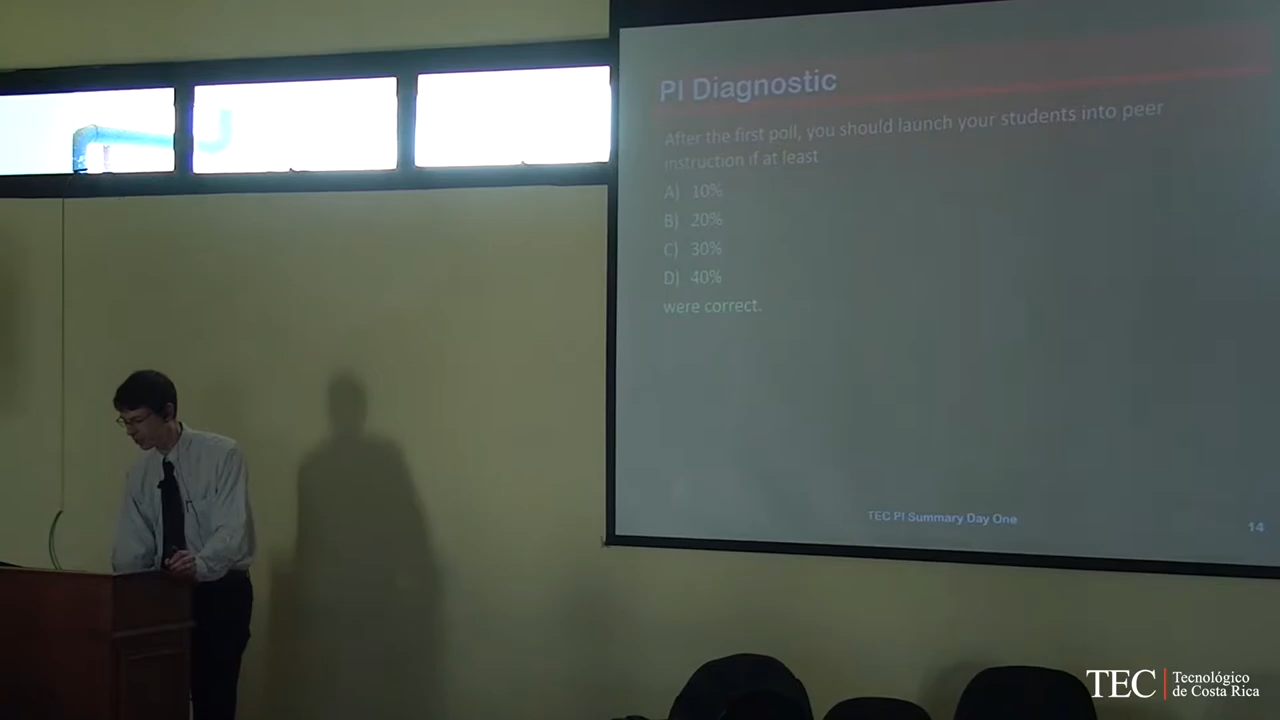 PI Diagnostic
After the first poll, you should launch your students into peer
instruction if at least
A) 10%
B) 20%
C) 30%
D) 40%
were correct.
TEC PI Summary Day One
14
TEC | Tecnológico
de Costa Rica